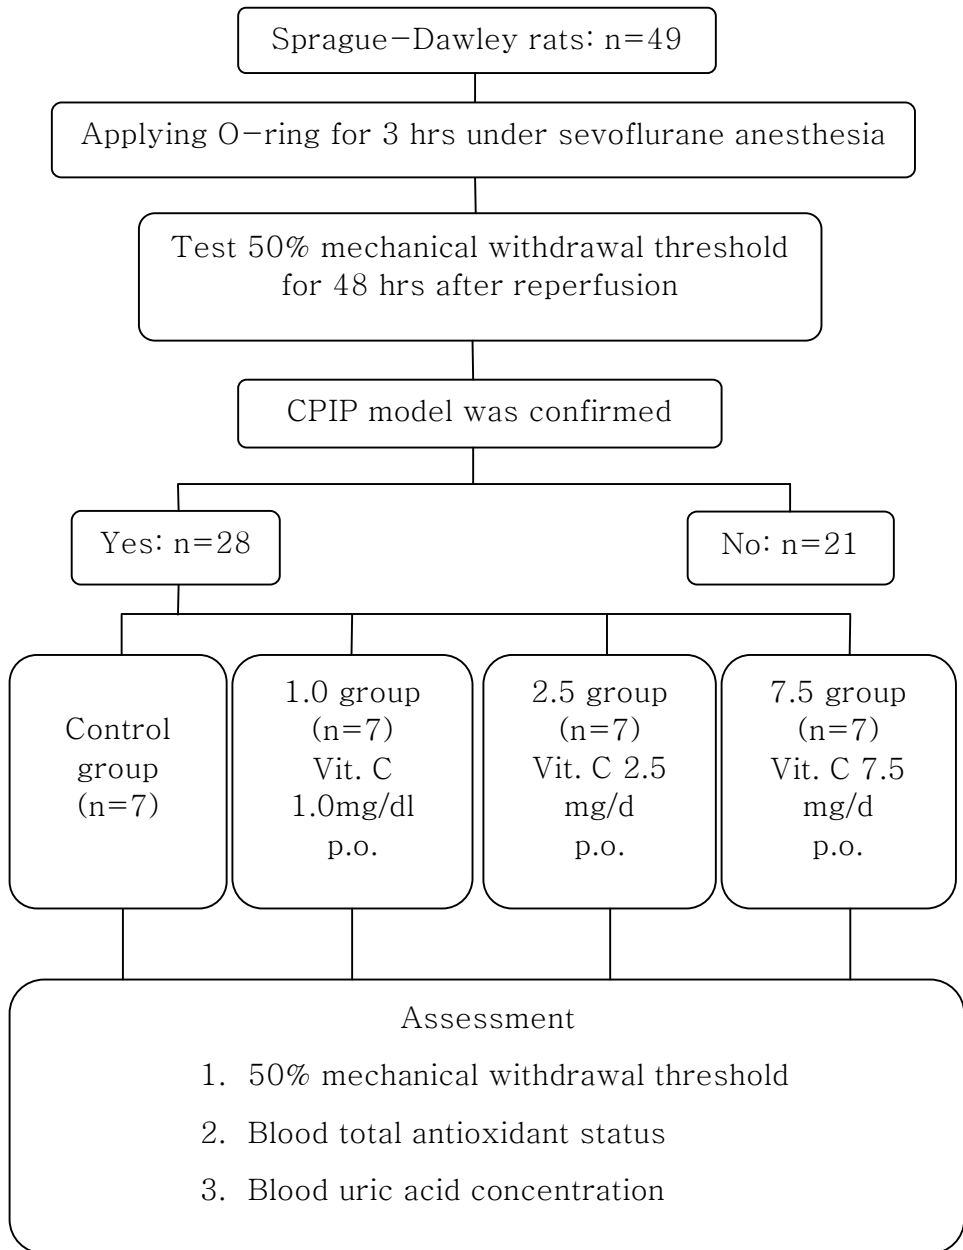 Sprague-Dawley rats: n=49
Applying O-ring for 3 hrs under sevoflurane anesthesia
Test 50% mechanical withdrawal threshold
for 48 hrs after reperfusion
CPIP model was confirmed
Yes: n=28
No: n=21
Control
group
(n=7)
1.0 group
(n=7)
Vit. C
1.0mg/dl
p.o.
2.5 group
(n=7)
Vit. C 2.5
mg/d
p.o.
7.5 group
(n=7)
Vit. C 7.5
mg/d
p.o.
Assessment
1. 50% mechanical withdrawal threshold
2. Blood total antioxidant status
3. Blood uric acid concentration